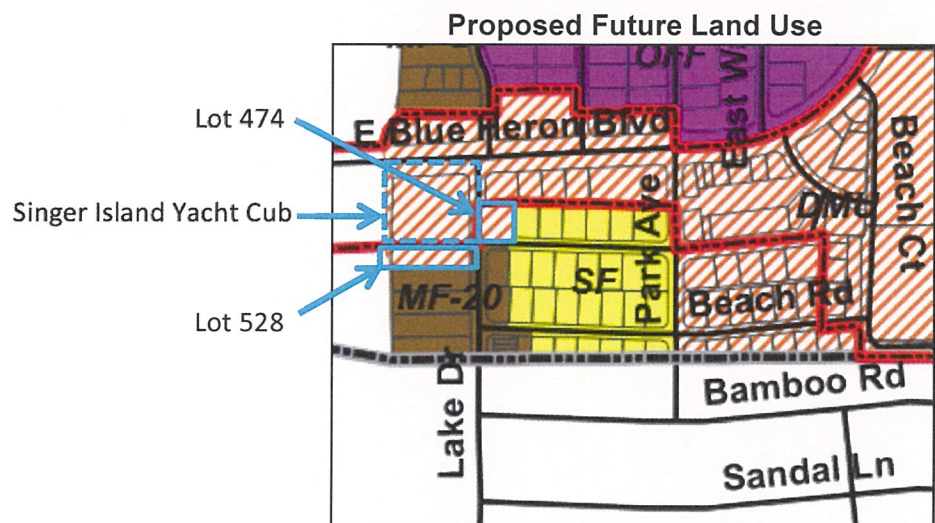 Proposed Future Land Use
OFF
Lot 474
E Blue Heron Blvd
East W
Beach Ct
Singer Island Yacht Cub
Park Ave
DMU
MF-20
SF
Beach Rd
Lot 528
Lake Dr
Bamboo Rd
Sandal Ln